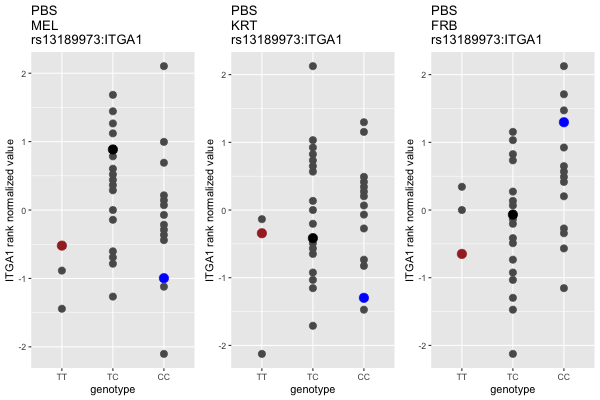 PBS
MEL
rs13189973:ITGA1
ITGA1 rank normalized value
2
1
0
-1
-2
TT
TC
CC
genotype
PBS
KRT
rs13189973:ITGA1
ITGA1 rank normalized value
2
1
0
-1
-2
TT
TC
CC
genotype
PBS
FRB
rs13189973:ITGA1
ITGA1 rank normalized value
2
1
0
-1
-2
TT
TC
CC
genotype